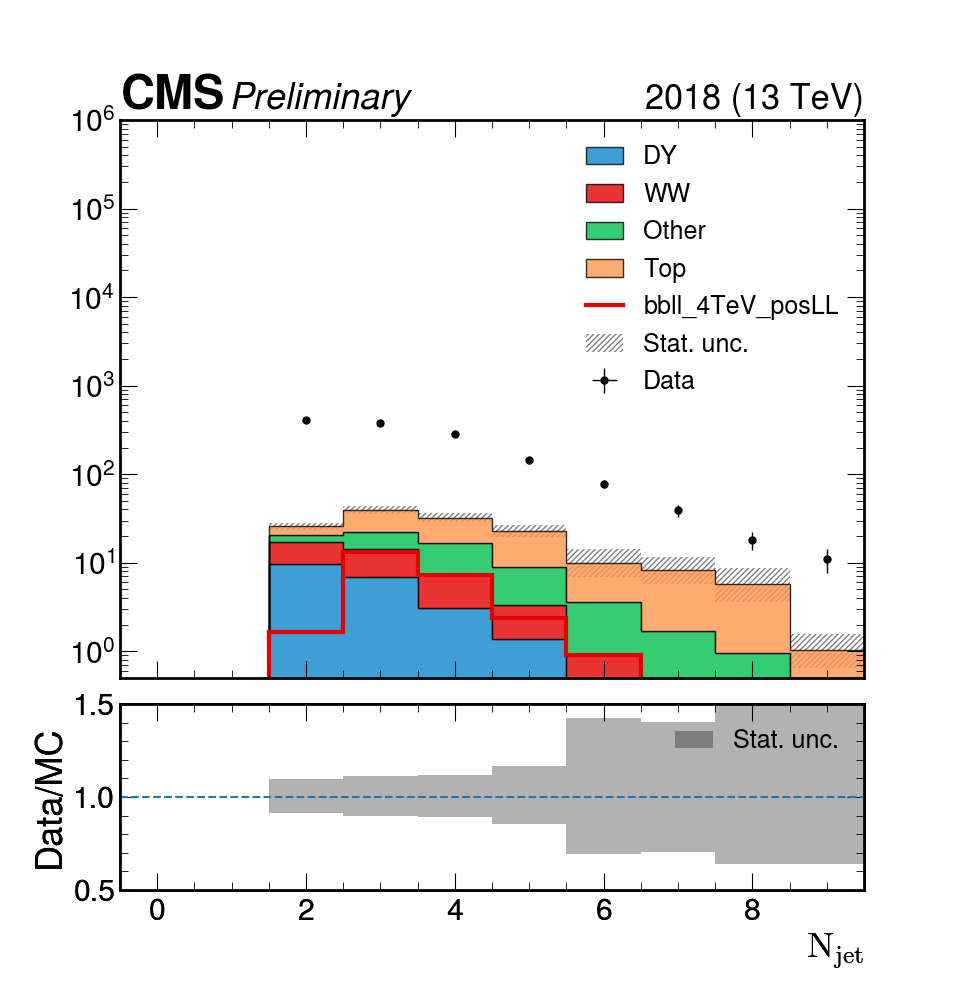 CMS Preliminary 2018 (13 TeV)
10^6
10^5
10^4
10^3
10^2
10^1
10^0
DY
WW
Other
Top
bbll_4TeV_posLL
Stat. unc.
Data
Data/MC
1.5
1.0
0.5
Stat. unc.
0 2 4 6 8
N_jet